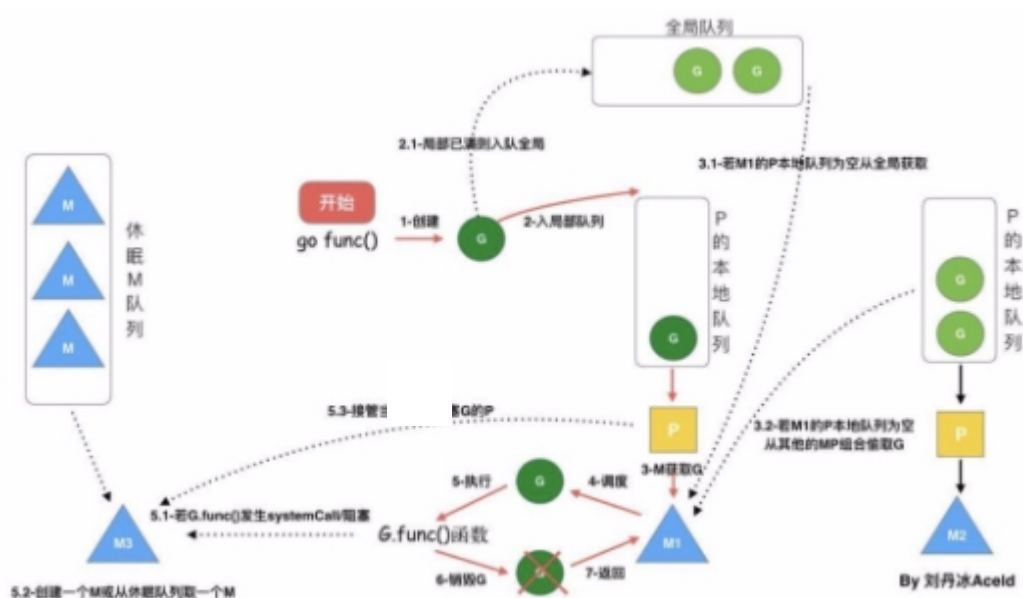 全局队列
G G
2.1-局部已满则入队全局
3.1-若M1的P本地队列为空从全局获取
开始
1-创建
go func()
G
2-入局部队列
M
M
M
休眠M队列
G
P的本地队列
G
G
P的本地队列
5.3-接管当
塞G的P
P
3-M获取G
3.2-若M1的P本地队列为空
从其他的MP组合偷取G
P
5-执行
G
4-调度
5.1-若G.func()发生systemCall/阻塞
G.func()函数
M3
M1
M2
6-销毁G
G
7-返回
5.2-创建一个M或从休眠队列取一个M
By 刘丹冰Aceld